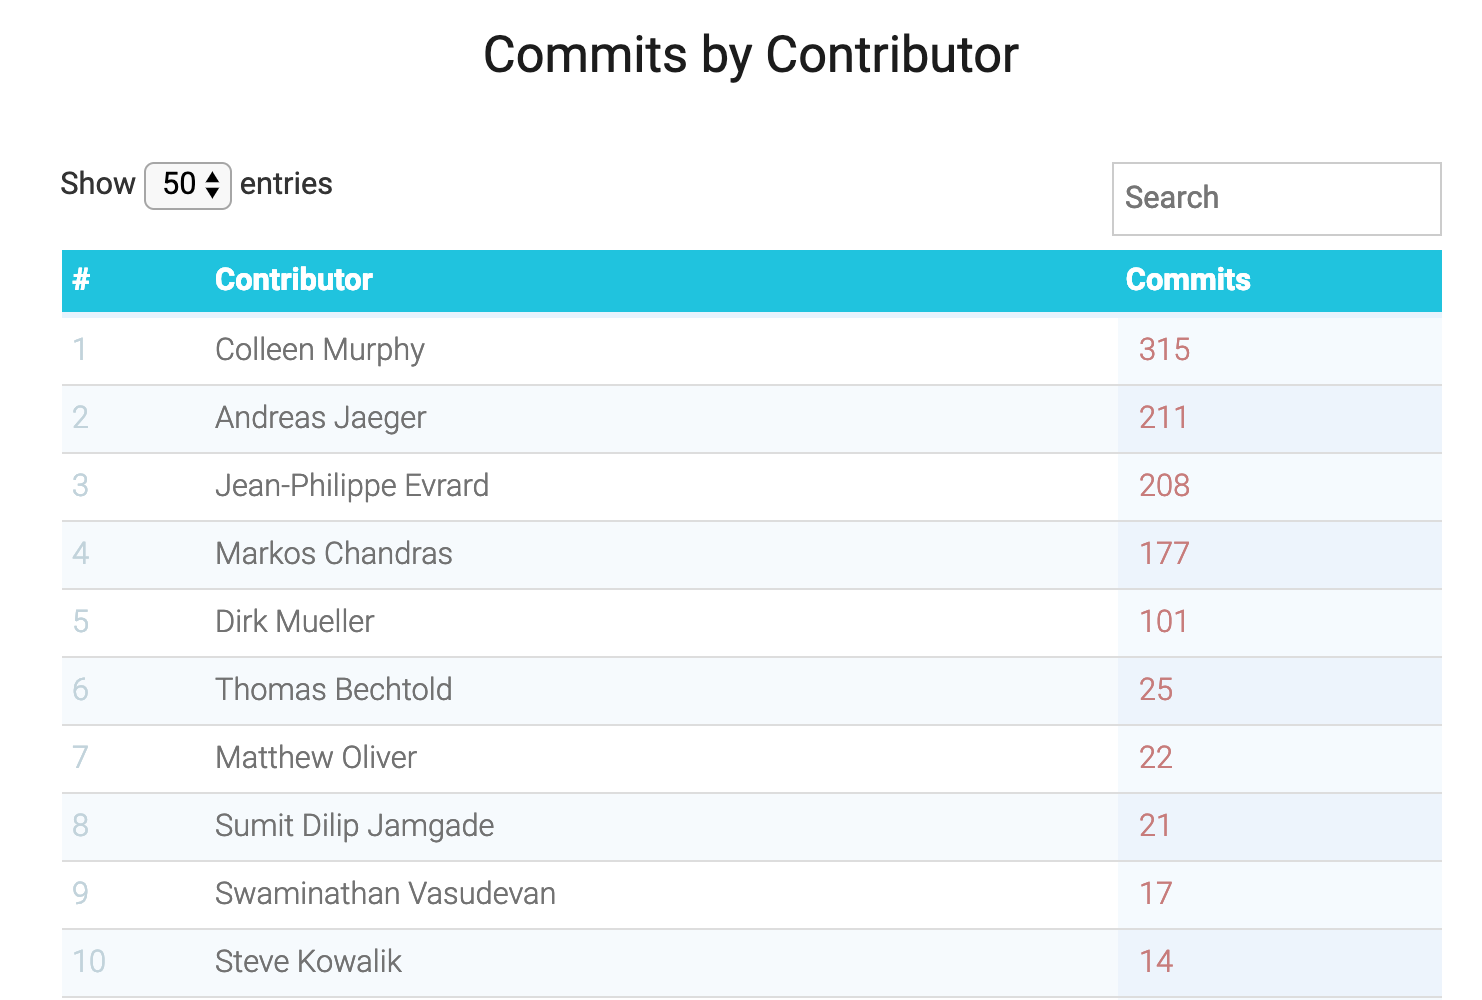 Commits by Contributor
Show 50 entries
Search
# Contributor Commits
1 Colleen Murphy 315
2 Andreas Jaeger 211
3 Jean-Philippe Evrard 208
4 Markos Chandras 177
5 Dirk Mueller 101
6 Thomas Bechtold 25
7 Matthew Oliver 22
8 Sumit Dilip Jamgade 21
9 Swaminathan Vasudevan 17
10 Steve Kowalik 14